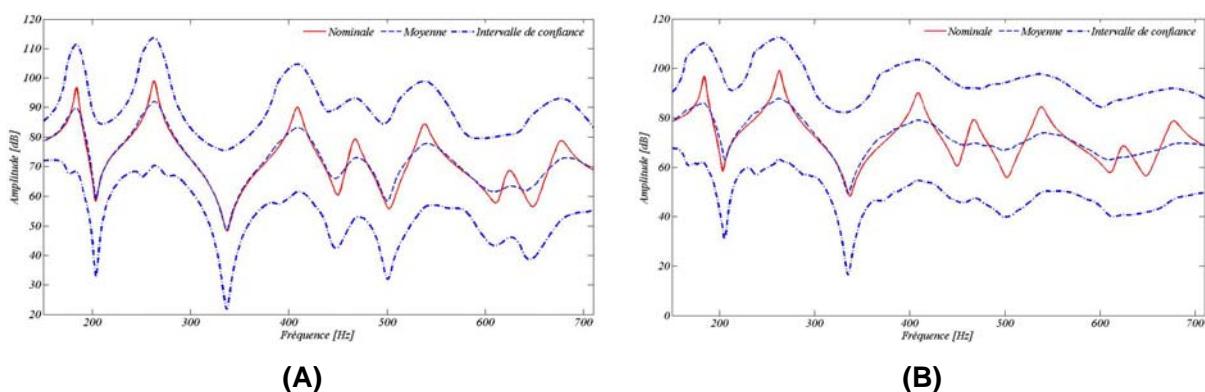 120
110
100
90
80
70
60
50
40
30
20
Amplitude [dB]
Nominale Moyenne Intervalle de confiance
200 300 400 500 600 700
Fréquence [Hz]
(A)
120
100
80
60
40
20
0
Amplitude [dB]
Nominale Moyenne Intervalle de confiance
200 300 400 500 600 700
Fréquence [Hz]
(B)